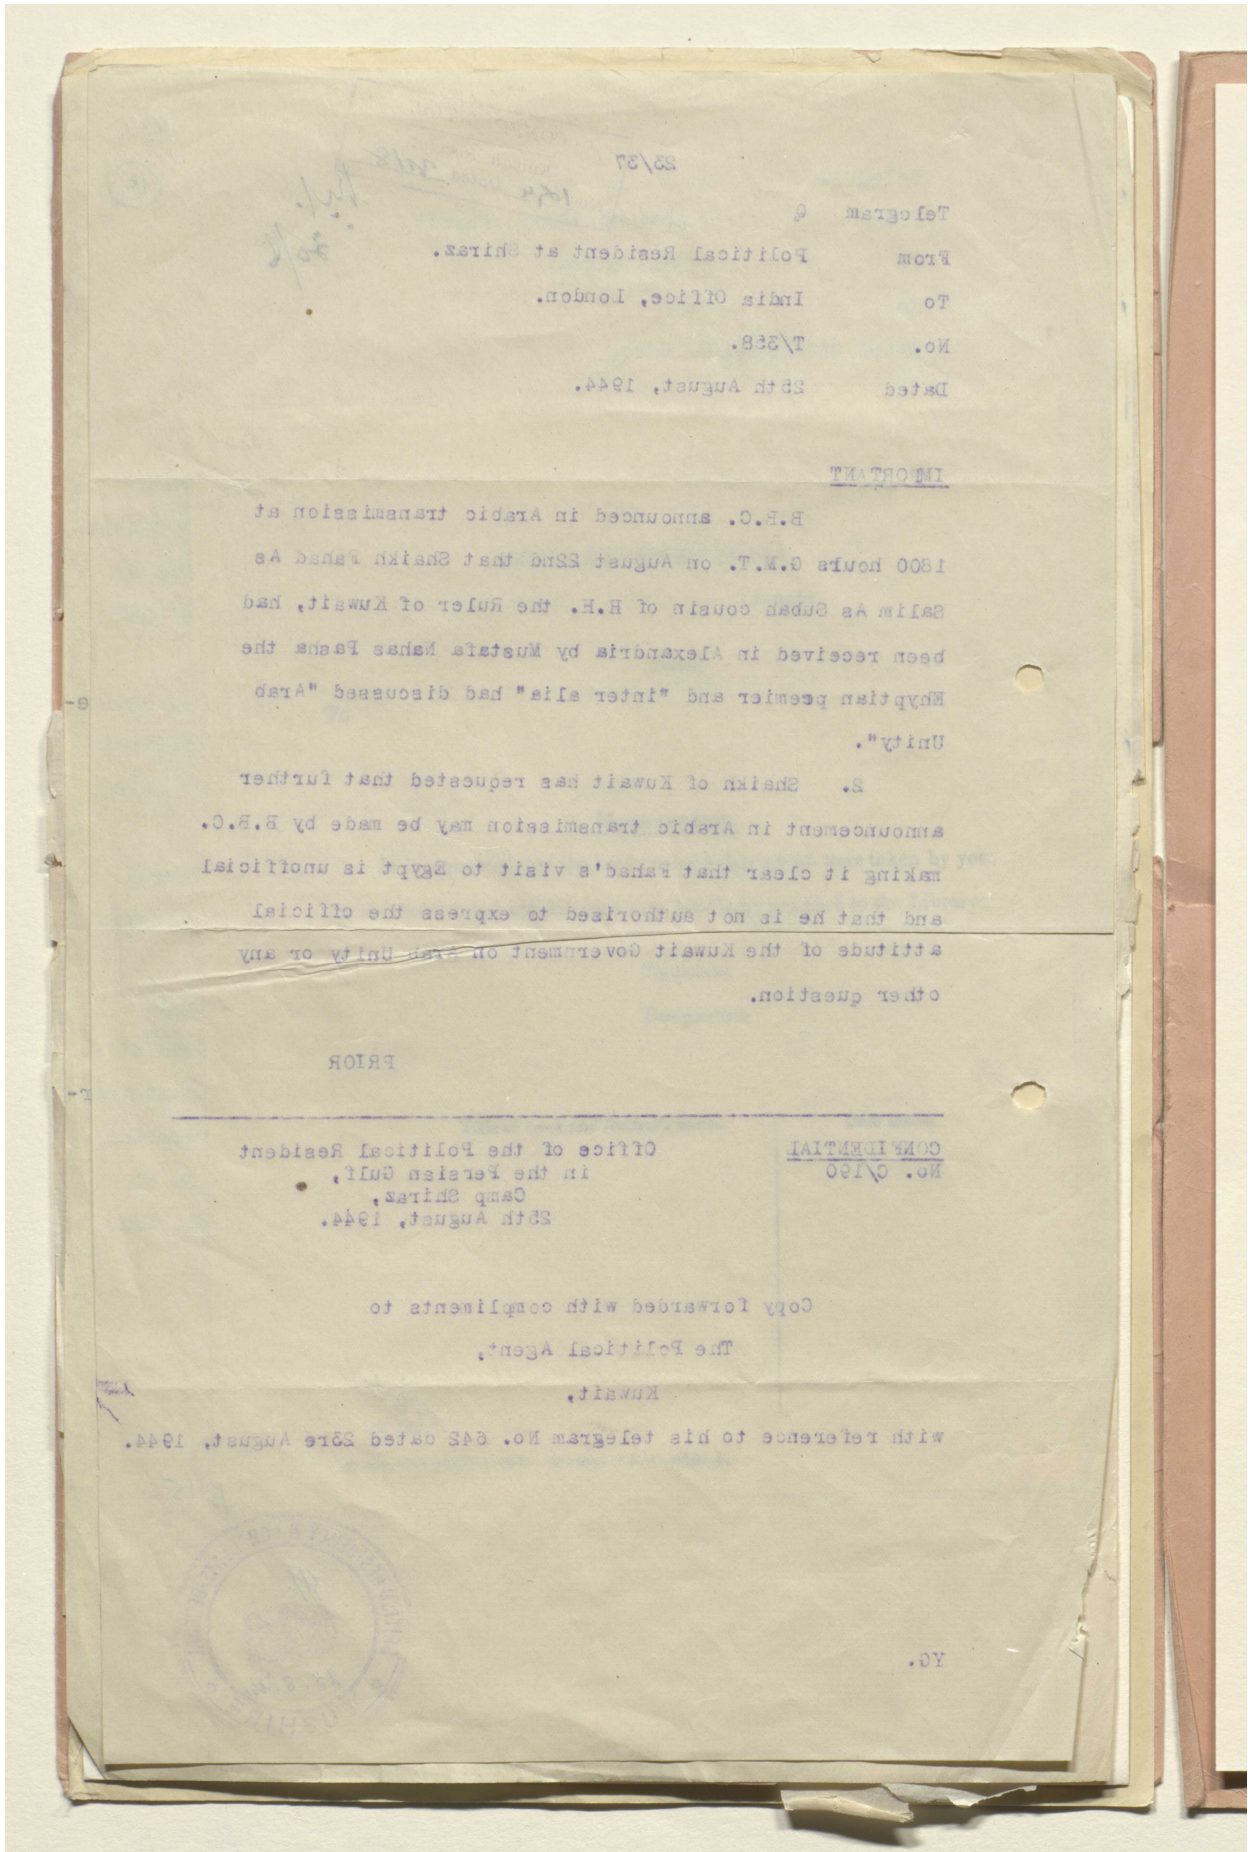 23/37
Telegram Q
From Political Resident at Shiraz.
To India Office, London.
No. T/358.
Dated 25th August, 1944.
IMPORTANT
B.B.C. announced in Arabic transmission at
1800 hours G.M.T. on August 22nd that Shaikh Fahad As
Salim As Subah cousin of H.H. the Ruler of Kuwait, had
been received in Alexandria by Mustafa Nahas Pasha the
Ehyptian premier and "inter alia" had discussed "Arab
Unity".
2. Shaikh of Kuwait has requested that further
announcement in Arabic transmission may be made by B.B.C.
making it clear that Fahad's visit to Egypt is unofficial
and that he is not authorised to express the official
attitude of the Kuwait Government on Arab Unity or any
other question.
PRIOR
CONFIDENTIAL
No. C/190
Office of the Political Resident
in the Persian Gulf,
Camp Shiraz,
25th August, 1944.
Copy forwarded with compliments to
The Political Agent,
Kuwait,
with reference to his telegram No. 642 dated 23re August, 1944.
YG.